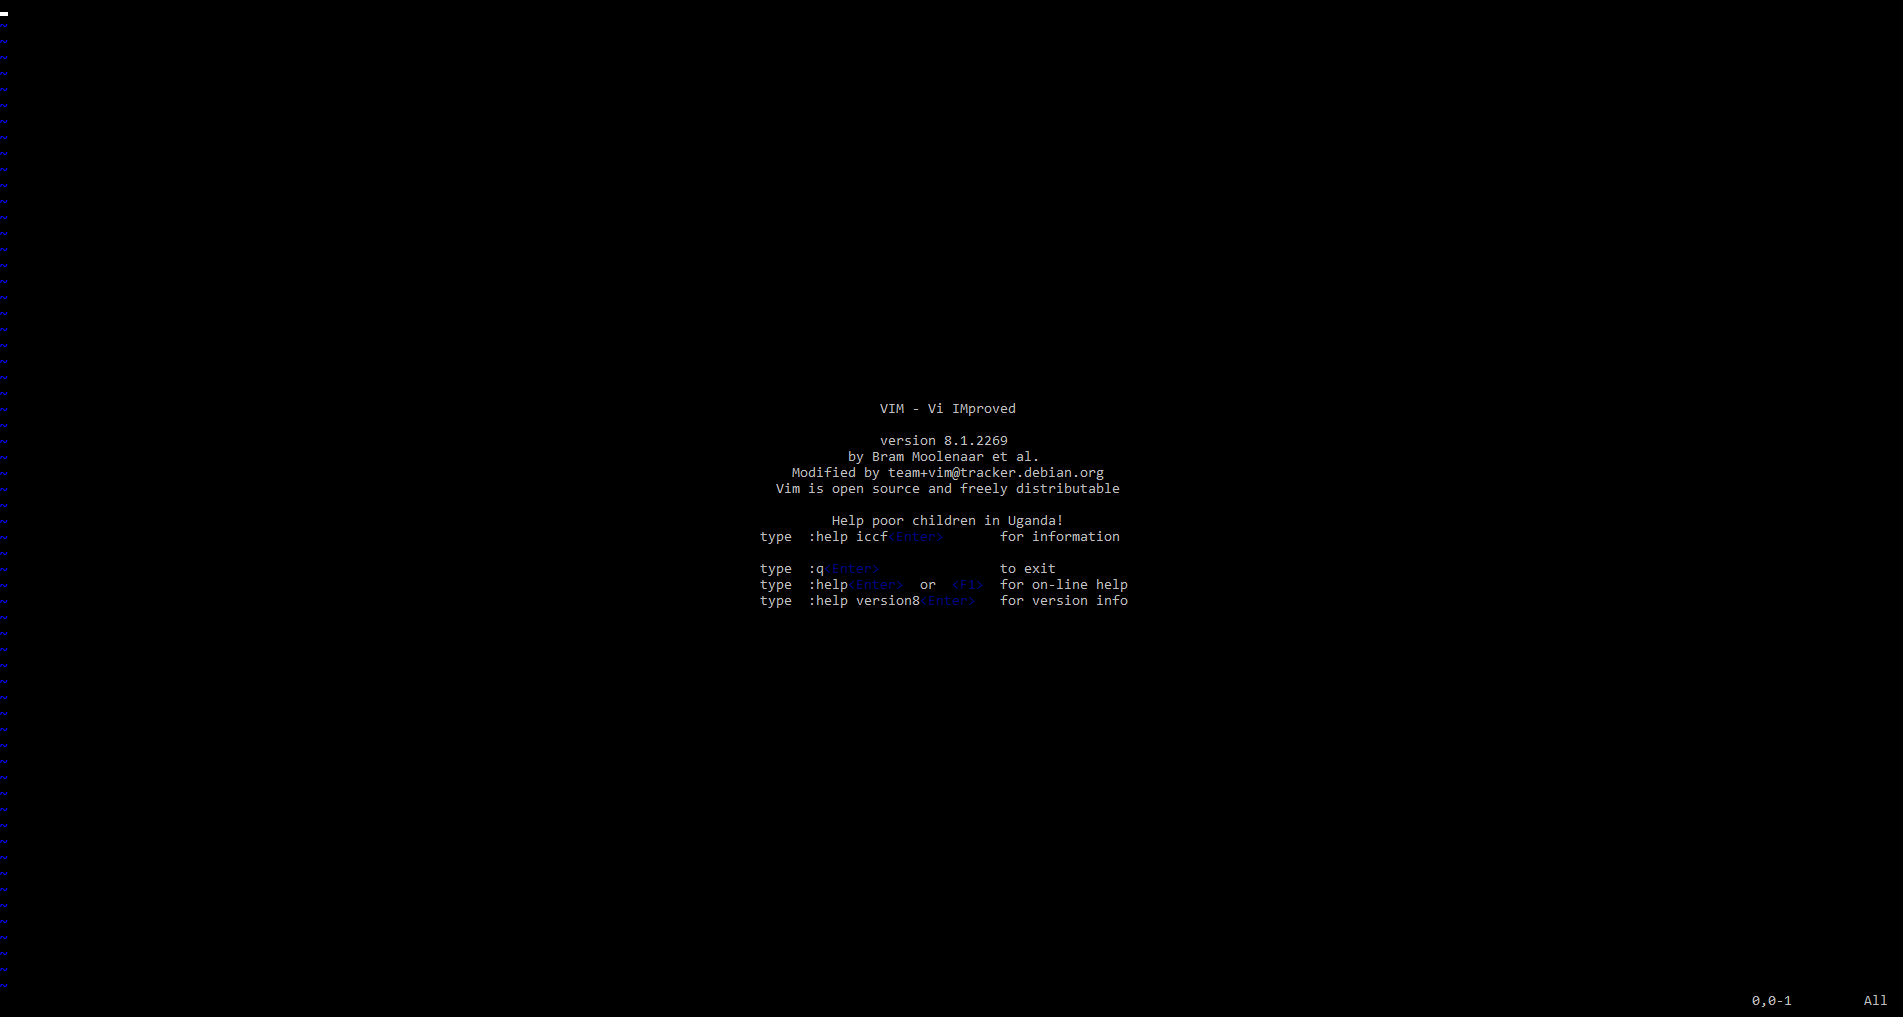 VIM - Vi IMproved
version 8.1.2269
by Bram Moolenaar et al.
Modified by team+vim@tracker.debian.org
Vim is open source and freely distributable
Help poor children in Uganda!
type  :help iccf<Enter>       for information
type  :q<Enter>               to exit
type  :help<Enter>  or  <F1>  for on-line help
type  :help version8<Enter>   for version info
0,0-1         All